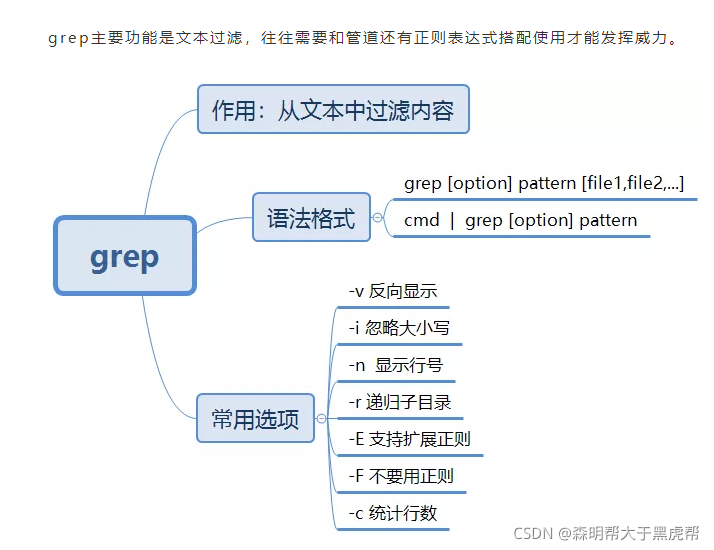 grep主要功能是文本过滤，往往需要和管道还有正则表达式搭配使用才能发挥威力。
作用：从文本中过滤内容
grep [option] pattern [file1,file2,...]
语法格式
cmd | grep [option] pattern
grep
-v 反向显示
-i 忽略大小写
-n 显示行号
-r 递归子目录
常用选项
-E 支持扩展正则
-F 不要用正则
-c 统计行数
CSDN @森明帮大于黑虎帮